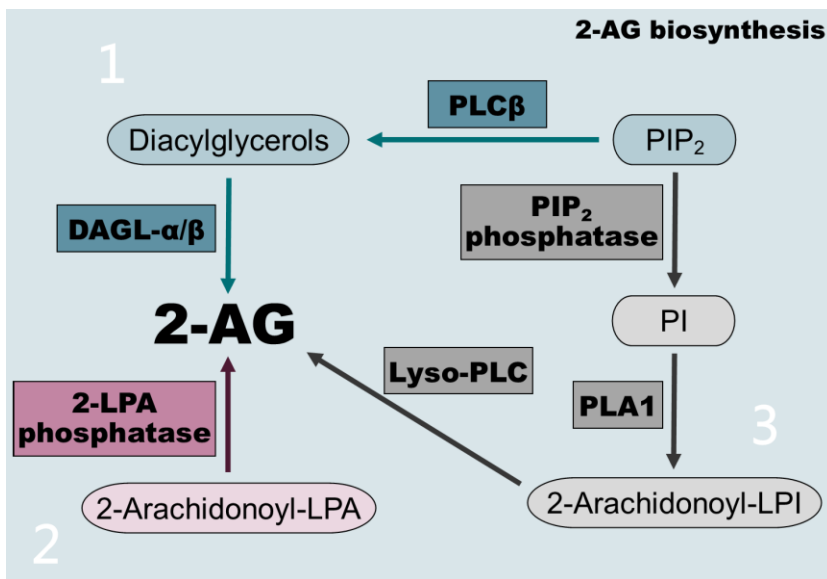 2-AG biosynthesis
1
PLCβ
Diacylglycerols
PIP₂
DAGL-α/β
PIP₂
phosphatase
2-AG
PI
Lyso-PLC
2-LPA
phosphatase
PLA1
3
2-Arachidonoyl-LPA
2-Arachidonoyl-LPI
2